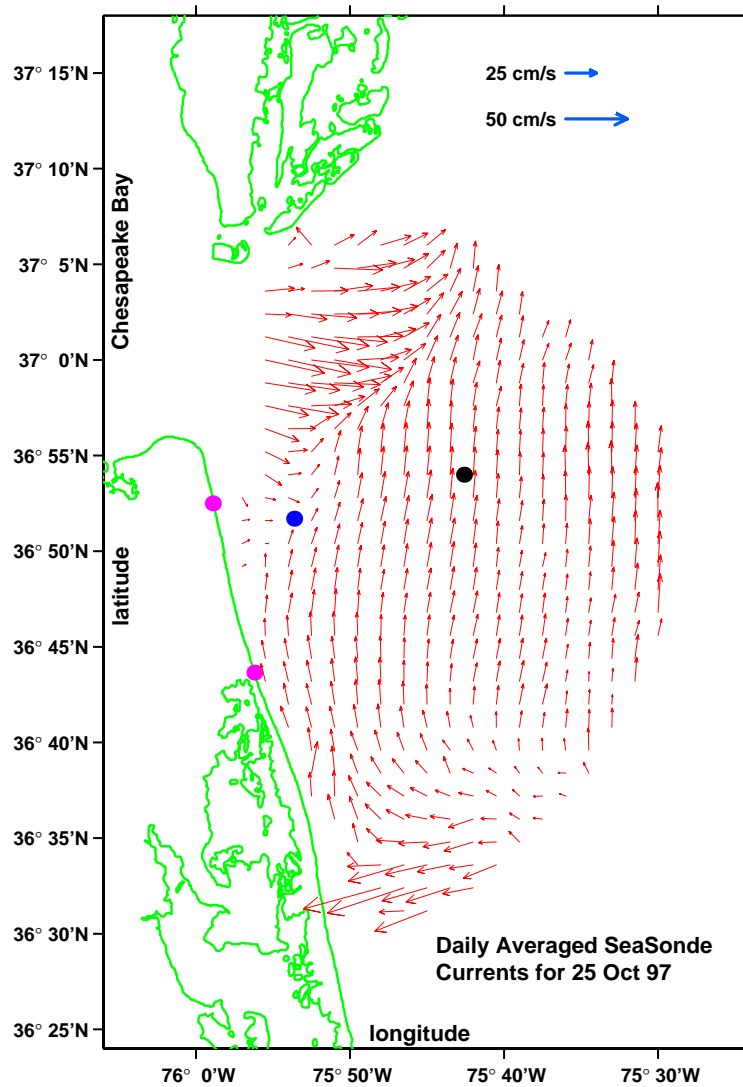 37° 15'N
37° 10'N
37° 5'N
37° 0'N
36° 55'N
36° 50'N
36° 45'N
36° 40'N
36° 35'N
36° 30'N
36° 25'N
Chesapeake Bay
latitude
25 cm/s
50 cm/s
Daily Averaged SeaSonde
Currents for 25 Oct 97
longitude
76° 0'W
75° 50'W
75° 40'W
75° 30'W